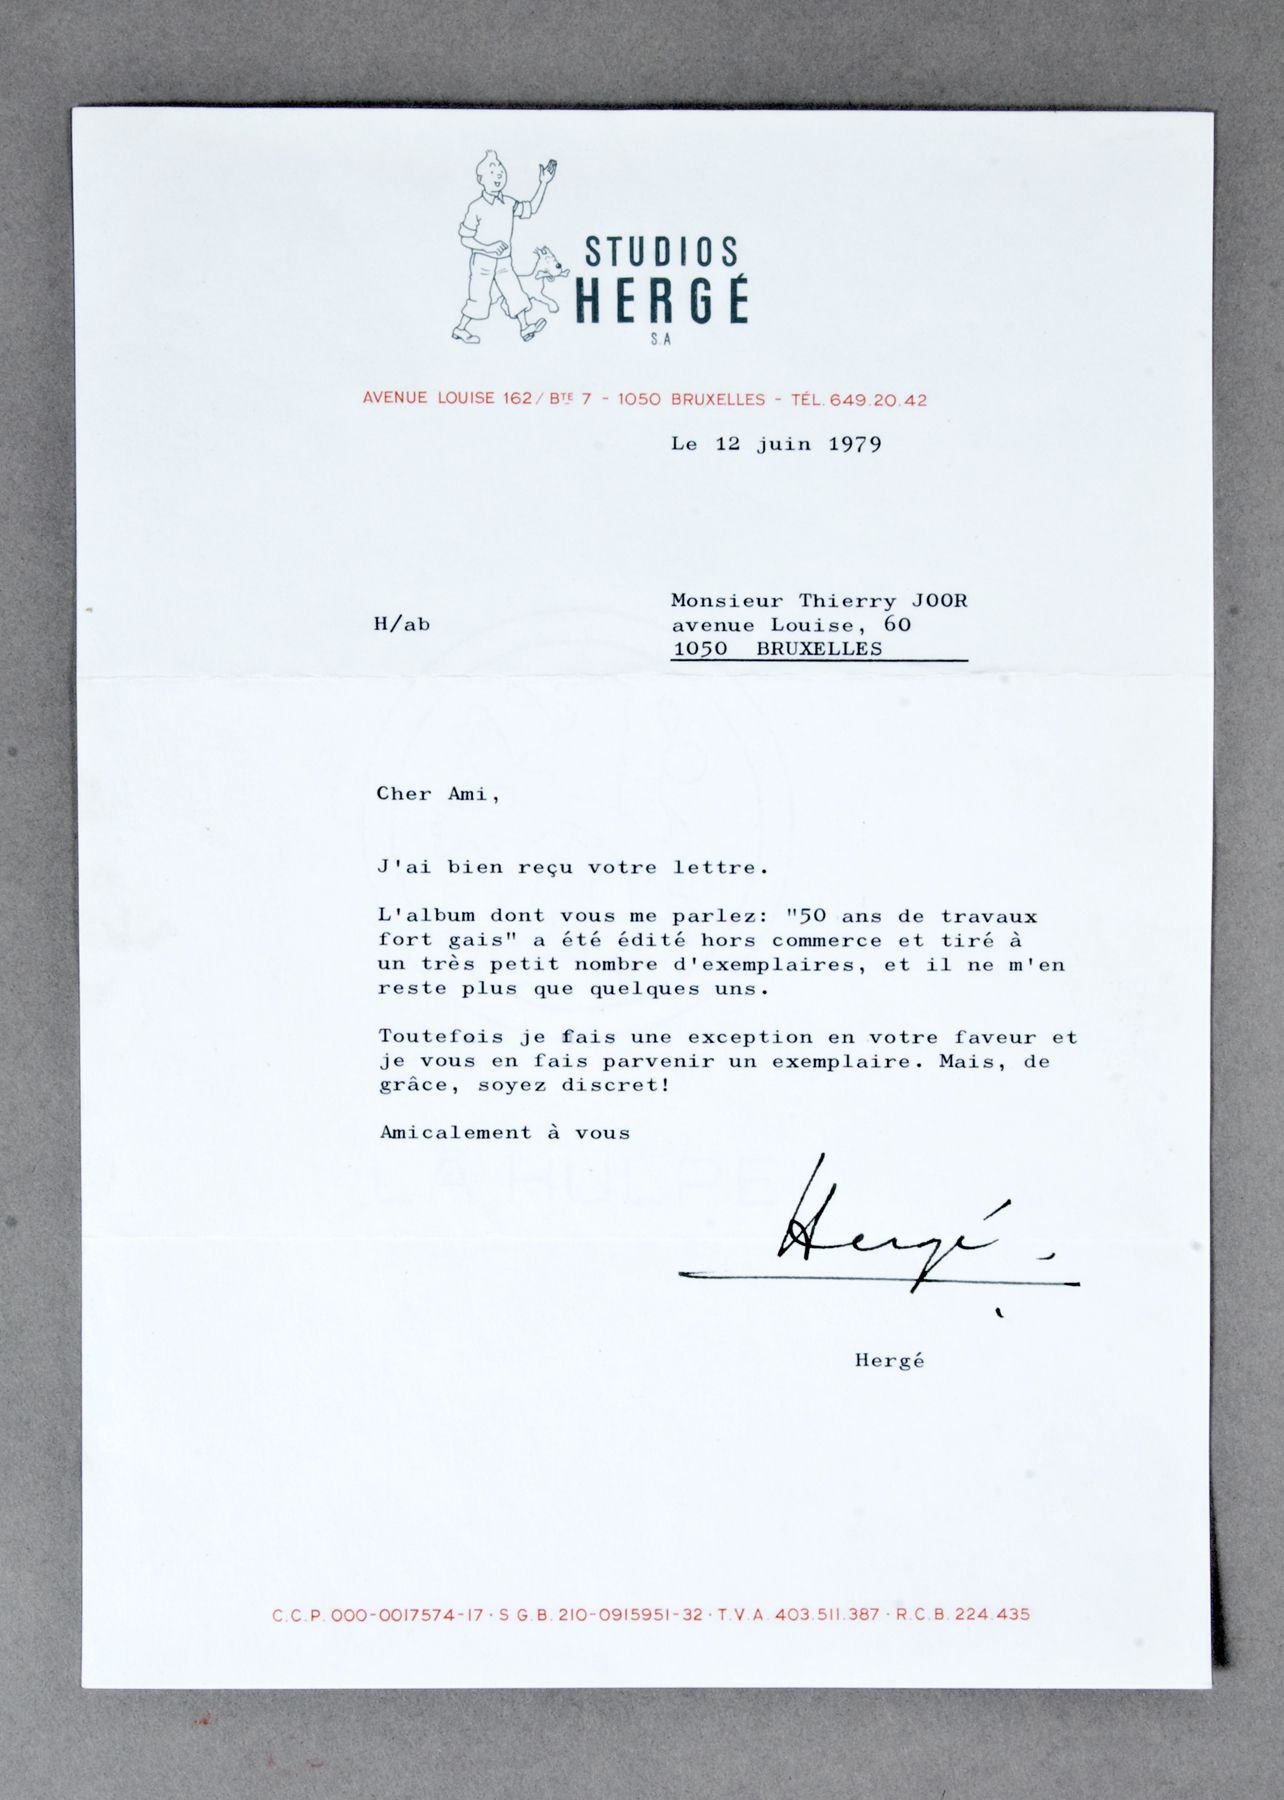 STUDIOS
HERGÉ
S.A
AVENUE LOUISE 162/BTE 7 - 1050 BRUXELLES - TÉL. 649.20.42
Le 12 juin 1979
Monsieur Thierry JOOR
H/ab
avenue Louise, 60
1050 BRUXELLES
Cher Ami,
J'ai bien reçu votre lettre.
L'album dont vous me parlez: "50 ans de travaux
fort gais" a été édité hors commerce et tiré à
un très petit nombre d'exemplaires, et il ne m'en
reste plus que quelques uns.
Toutefois je fais une exception en votre faveur et
je vous en fais parvenir un exemplaire. Mais, de
grâce, soyez discret!
Amicalement à vous
Hergé
Hergé
C.C.P. 000-0017574-17 · S.G.B. 210-0915951-32 · T.V.A. 403.511.387 · R.C.B. 224.435